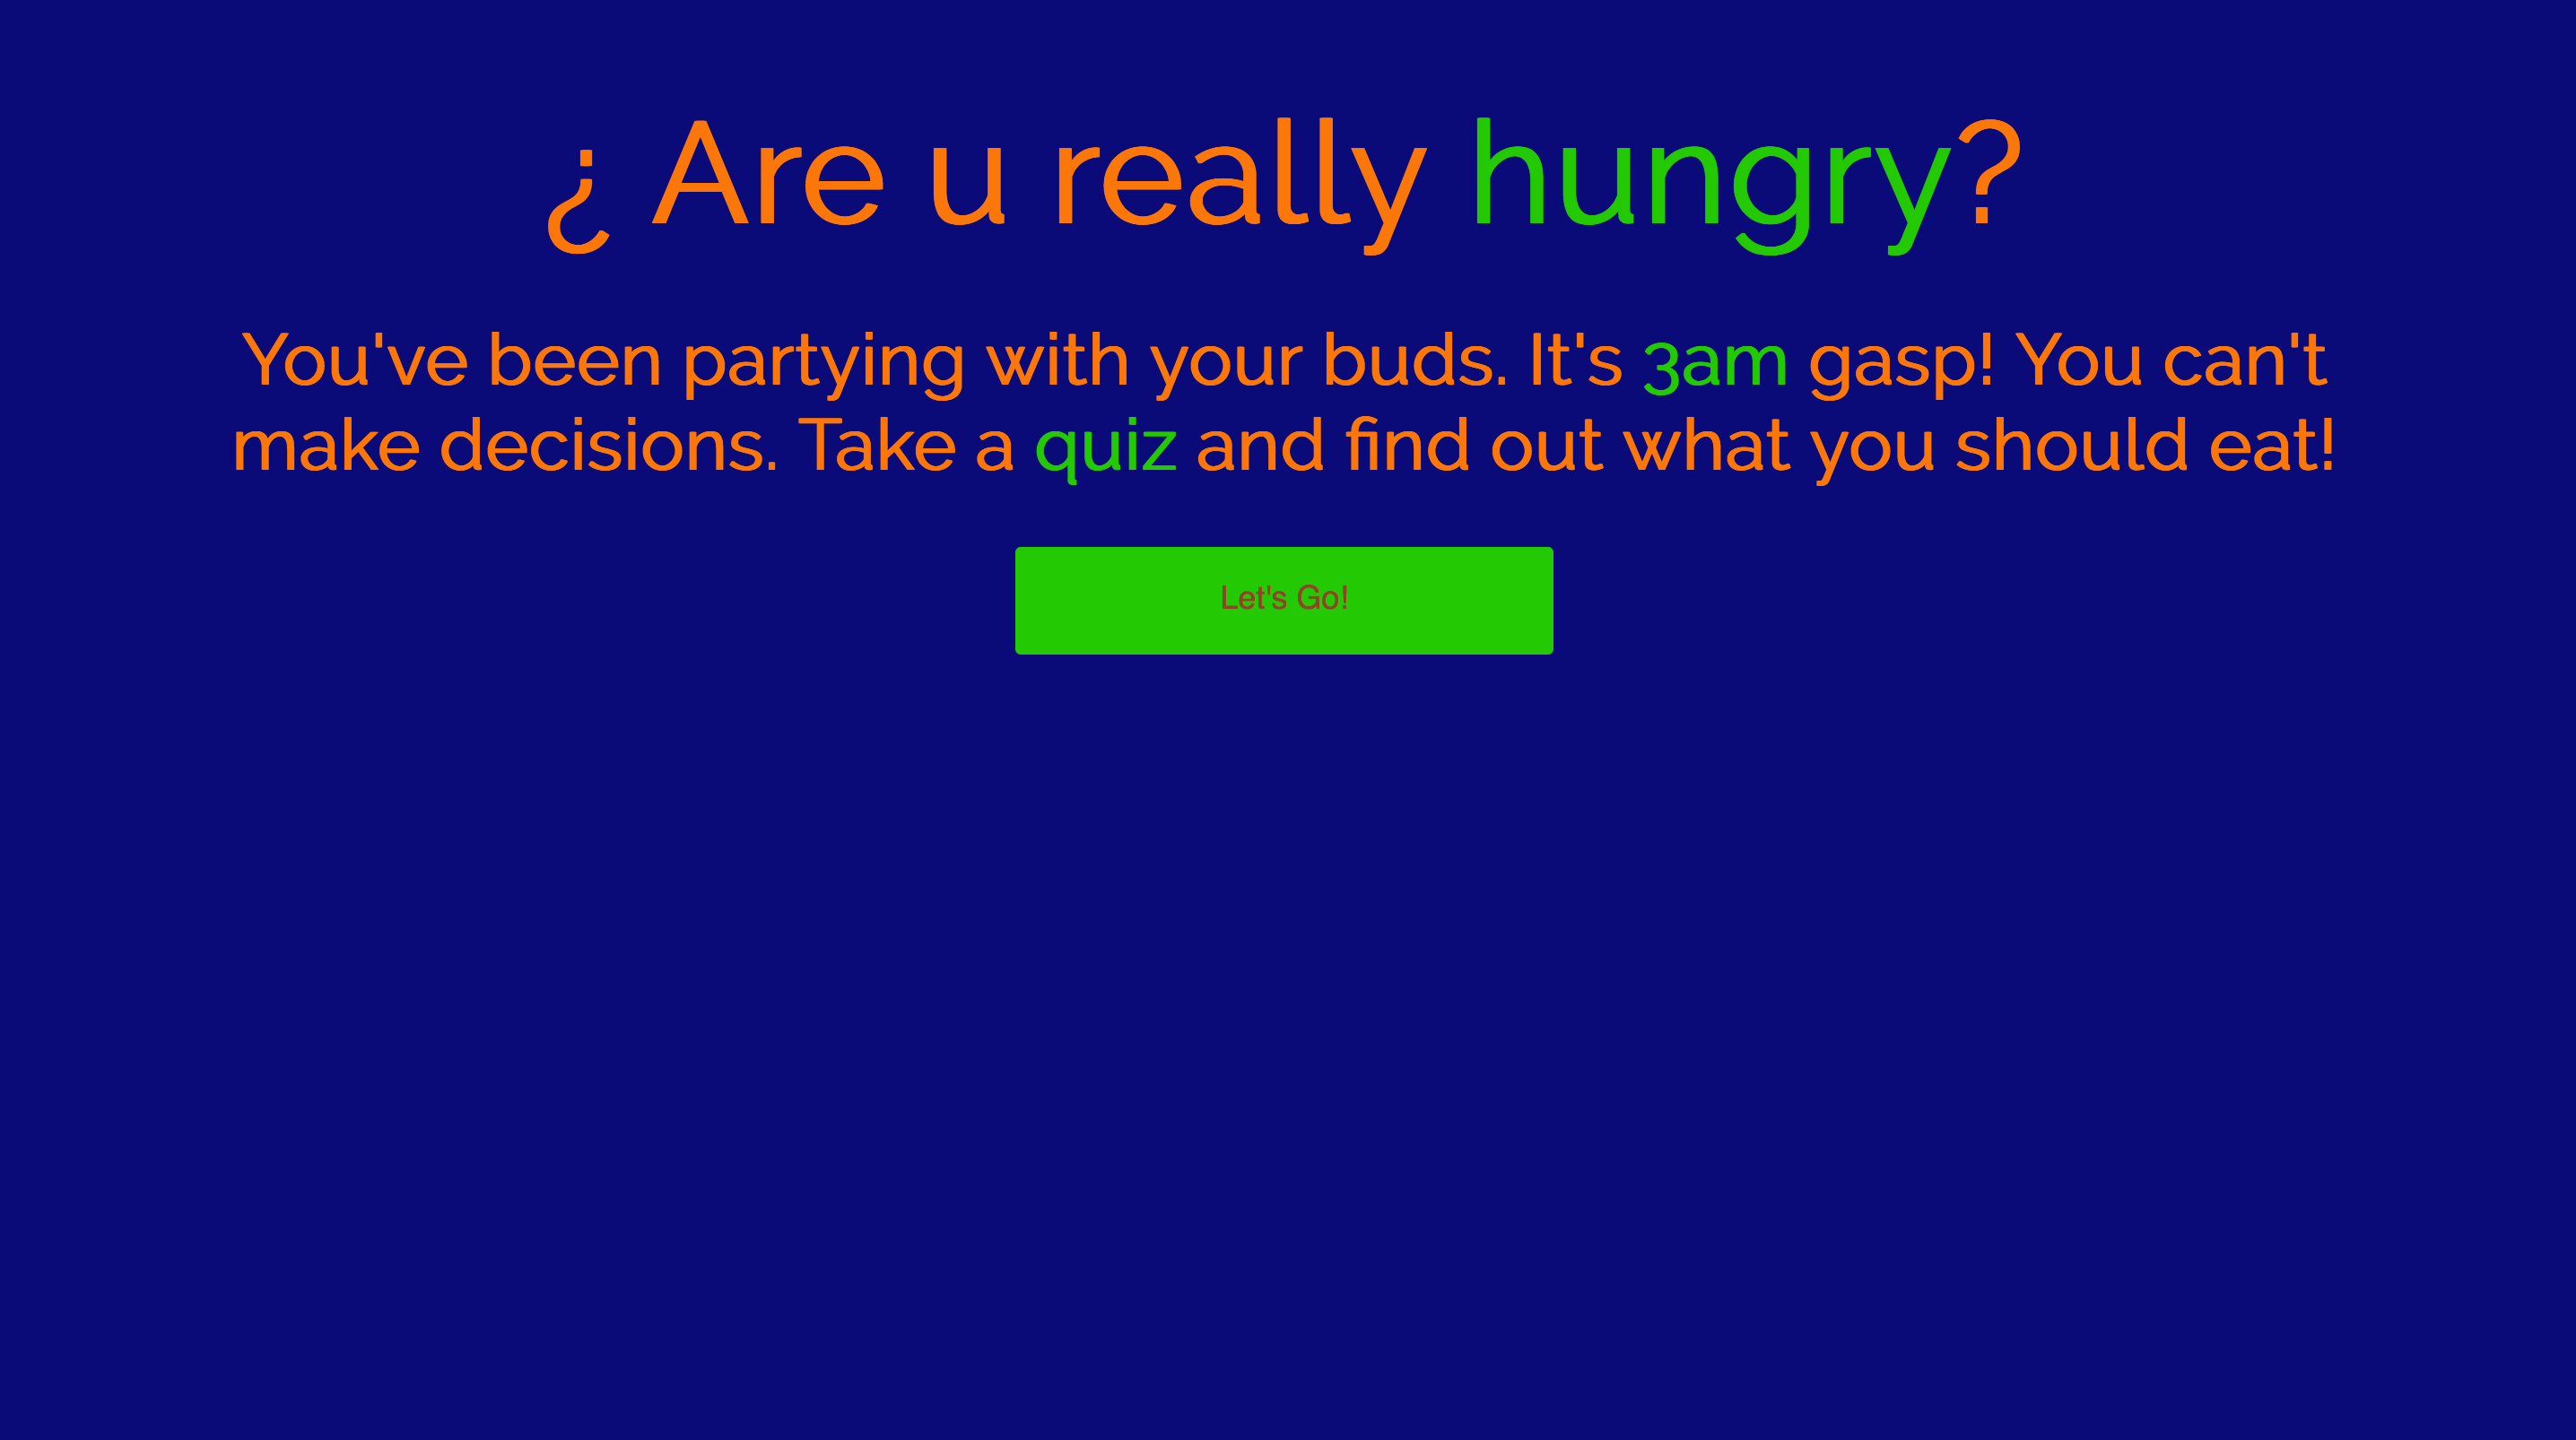 ¿ Are u really hungry?
You've been partying with your buds. It's 3am gasp! You can't
make decisions. Take a quiz and find out what you should eat!
Let's Go!